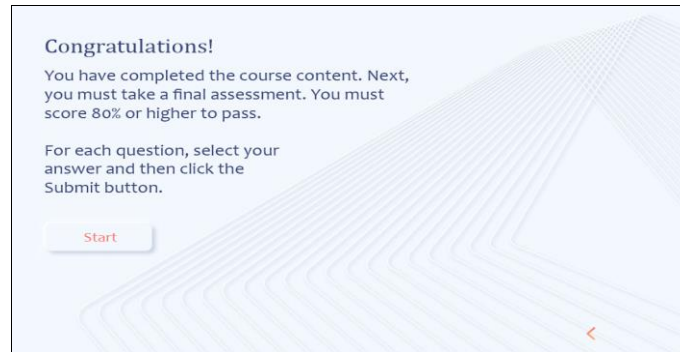 Congratulations!
You have completed the course content. Next,
you must take a final assessment. You must
score 80% or higher to pass.
For each question, select your
answer and then click the
Submit button.
Start